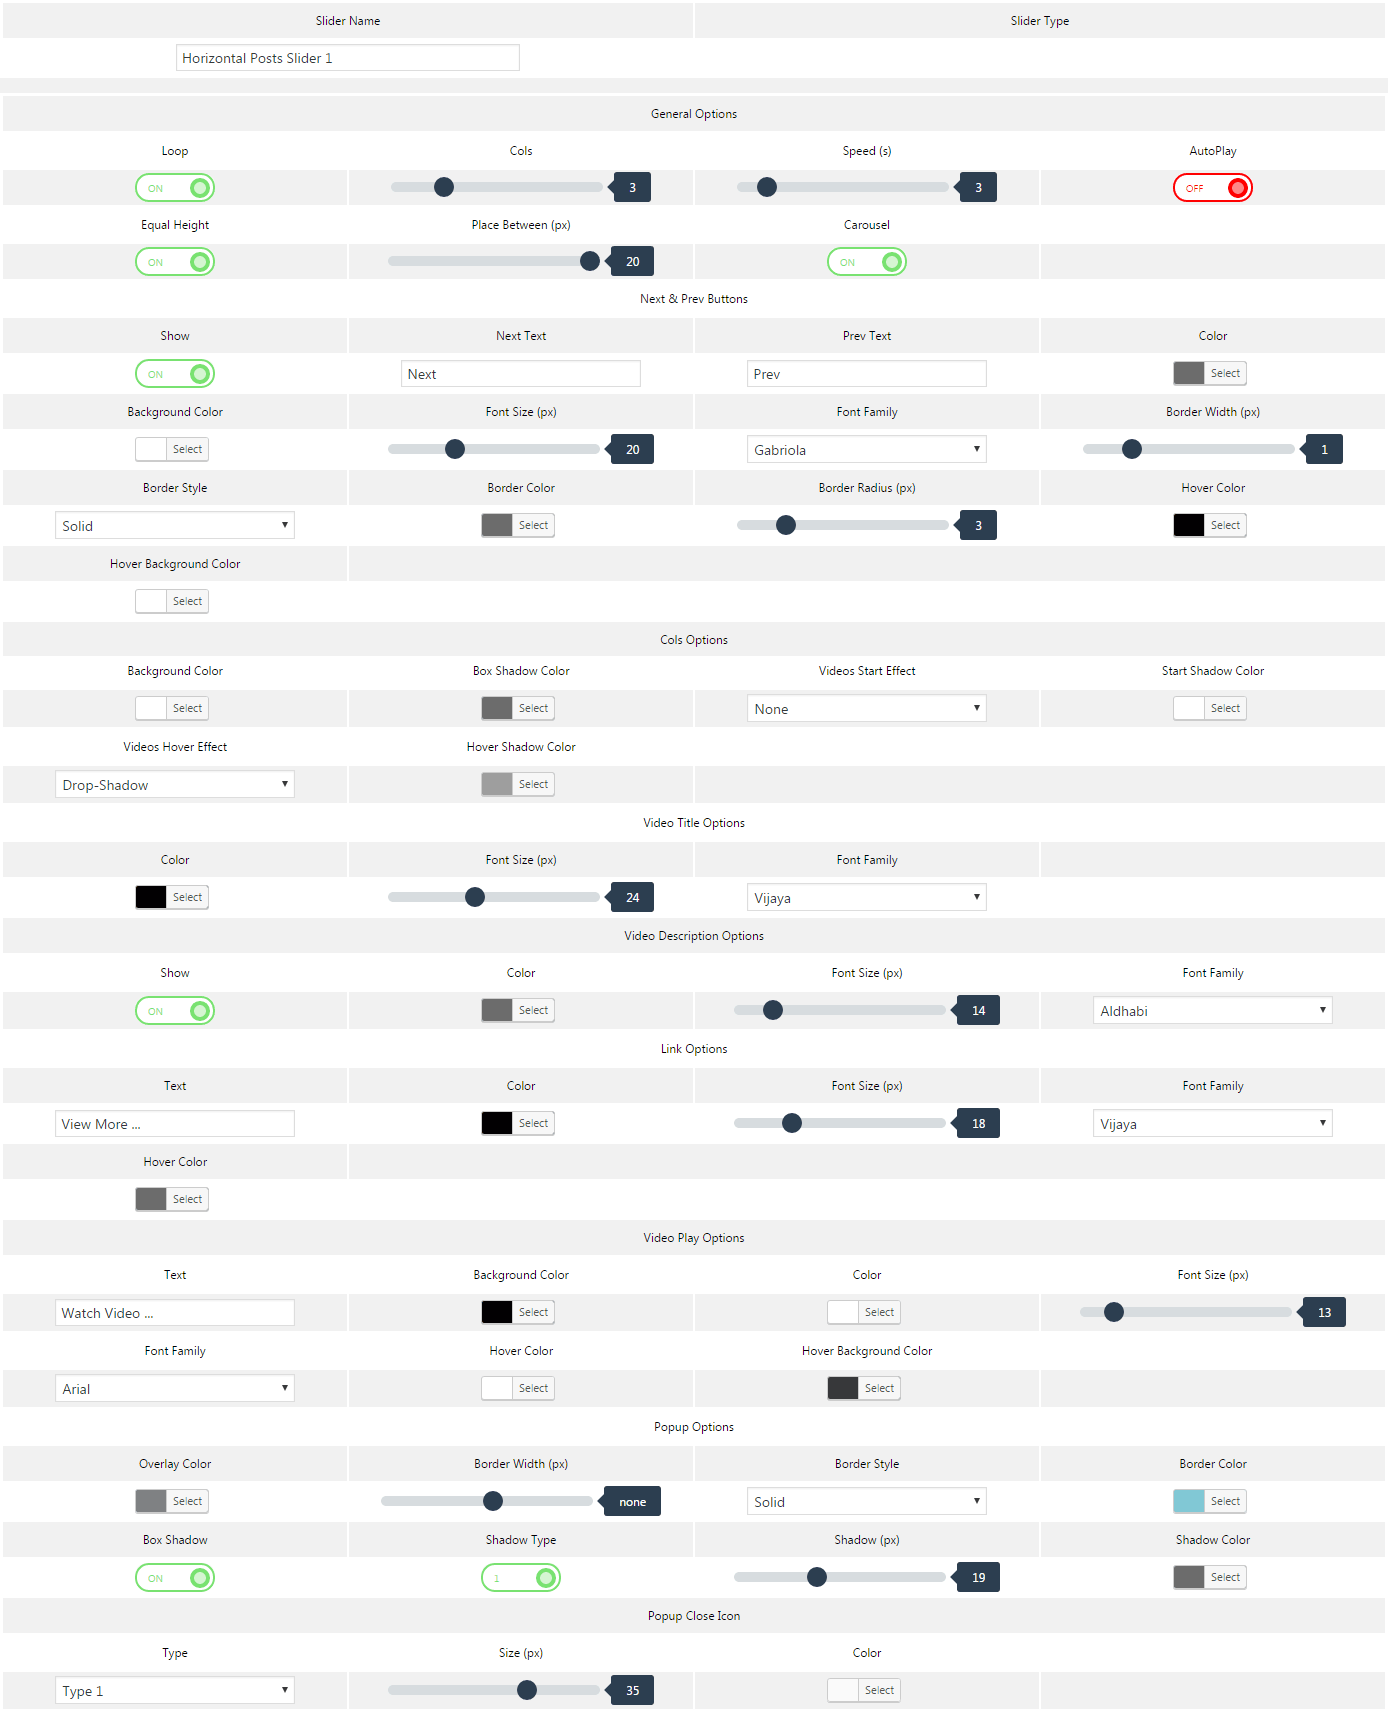 Slider Name Slider Type
Horizontal Posts Slider 1
General Options
Loop Cols Speed (s) AutoPlay
ON 3 3 OFF
Equal Height Place Between (px) Carousel
ON 20 ON
Next & Prev Buttons
Show Next Text Prev Text Color
ON Next Prev Select
Background Color Font Size (px) Font Family Border Width (px)
Select 20 Gabriola 1
Border Style Border Color Border Radius (px) Hover Color
Solid Select 3 Select
Hover Background Color
Select
Cols Options
Background Color Box Shadow Color Videos Start Effect Start Shadow Color
Select Select None Select
Videos Hover Effect Hover Shadow Color
Drop-Shadow Select
Video Title Options
Color Font Size (px) Font Family
Select 24 Vijaya
Video Description Options
Show Color Font Size (px) Font Family
ON Select 14 Aldhabi
Link Options
Text Color Font Size (px) Font Family
View More ... Select 18 Vijaya
Hover Color
Select
Video Play Options
Text Background Color Color Font Size (px)
Watch Video ... Select Select 13
Font Family Hover Color Hover Background Color
Arial Select Select
Popup Options
Overlay Color Border Width (px) Border Style Border Color
Select none Solid Select
Box Shadow Shadow Type Shadow (px) Shadow Color
ON 1 19 Select
Popup Close Icon
Type Size (px) Color
Type 1 35 Select